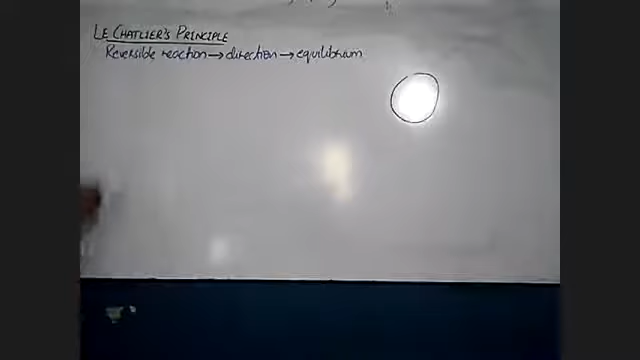 LE CHATLIER'S PRINCIPLE
Reversible reaction → direction → equilibrium